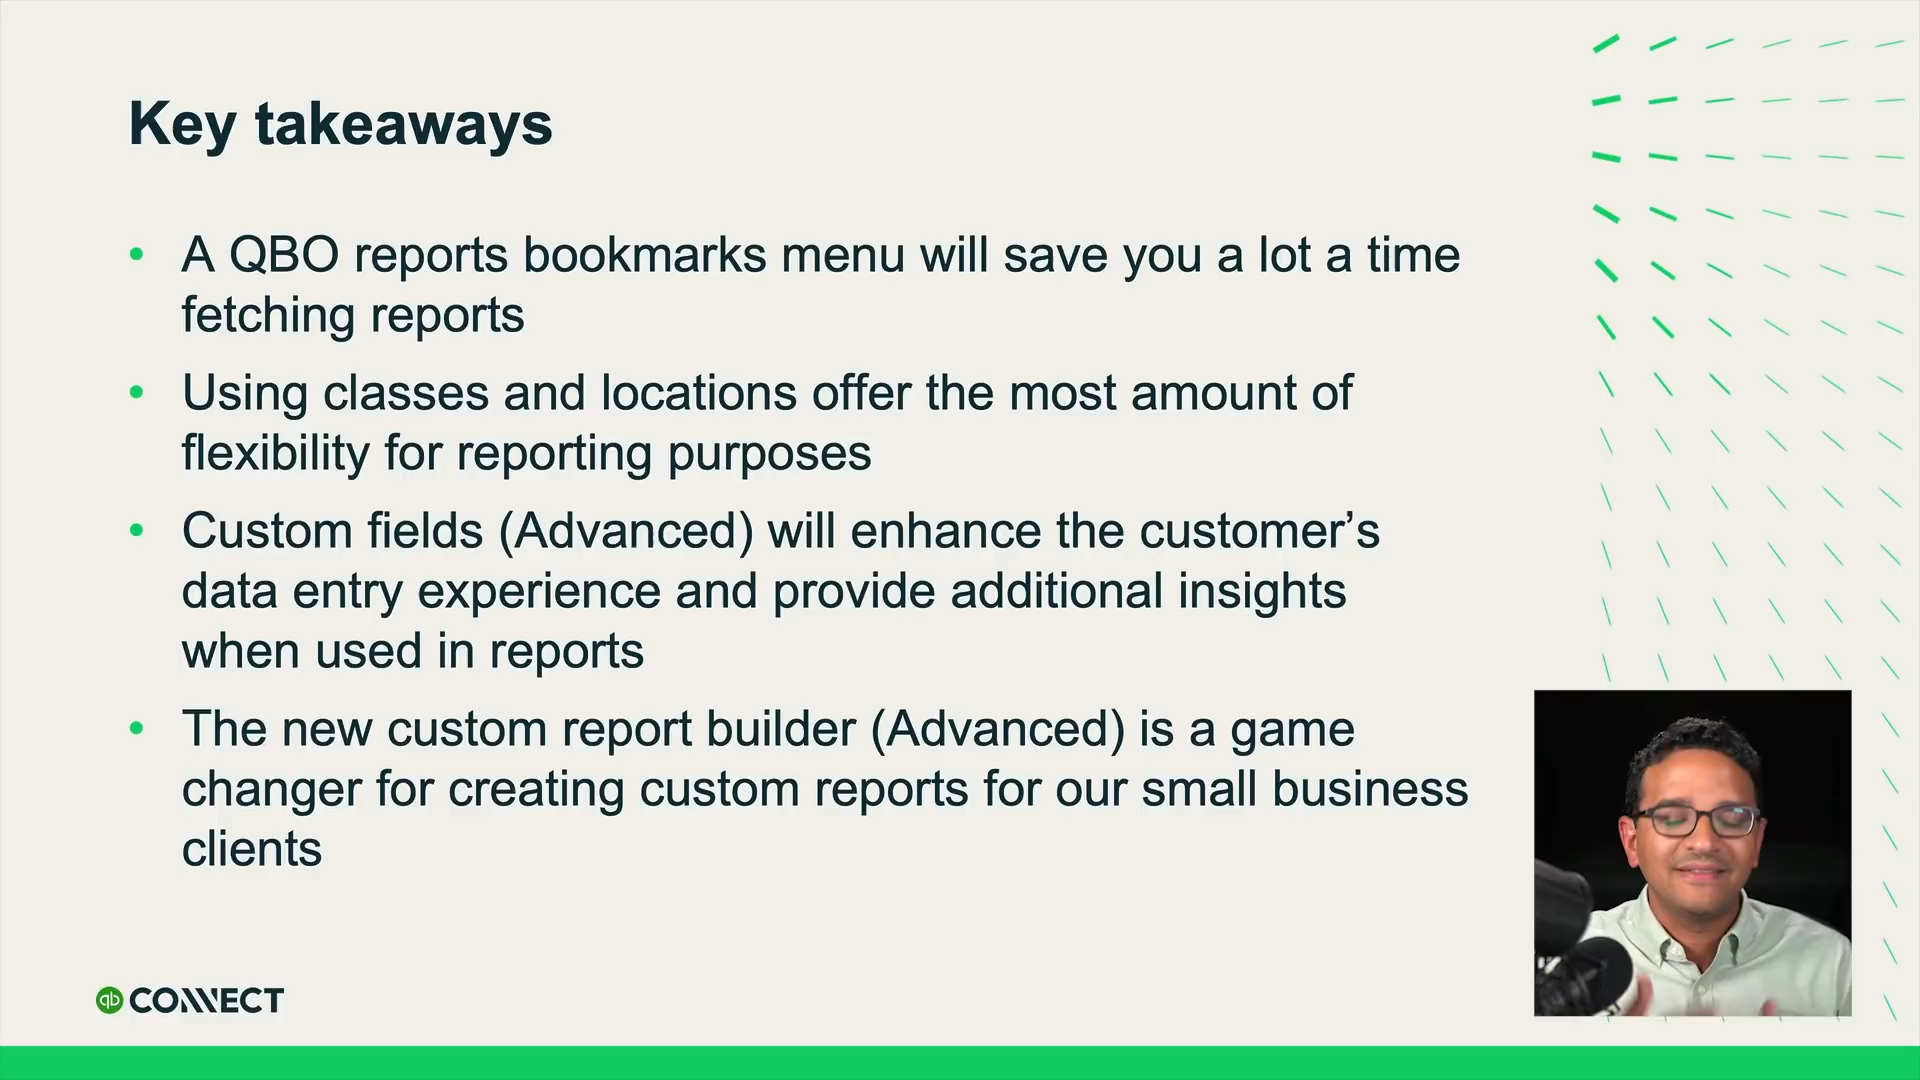 Key takeaways
• A QBO reports bookmarks menu will save you a lot a time
fetching reports
• Using classes and locations offer the most amount of
flexibility for reporting purposes
• Custom fields (Advanced) will enhance the customer’s
data entry experience and provide additional insights
when used in reports
• The new custom report builder (Advanced) is a game
changer for creating custom reports for our small business
clients
qb CONNECT